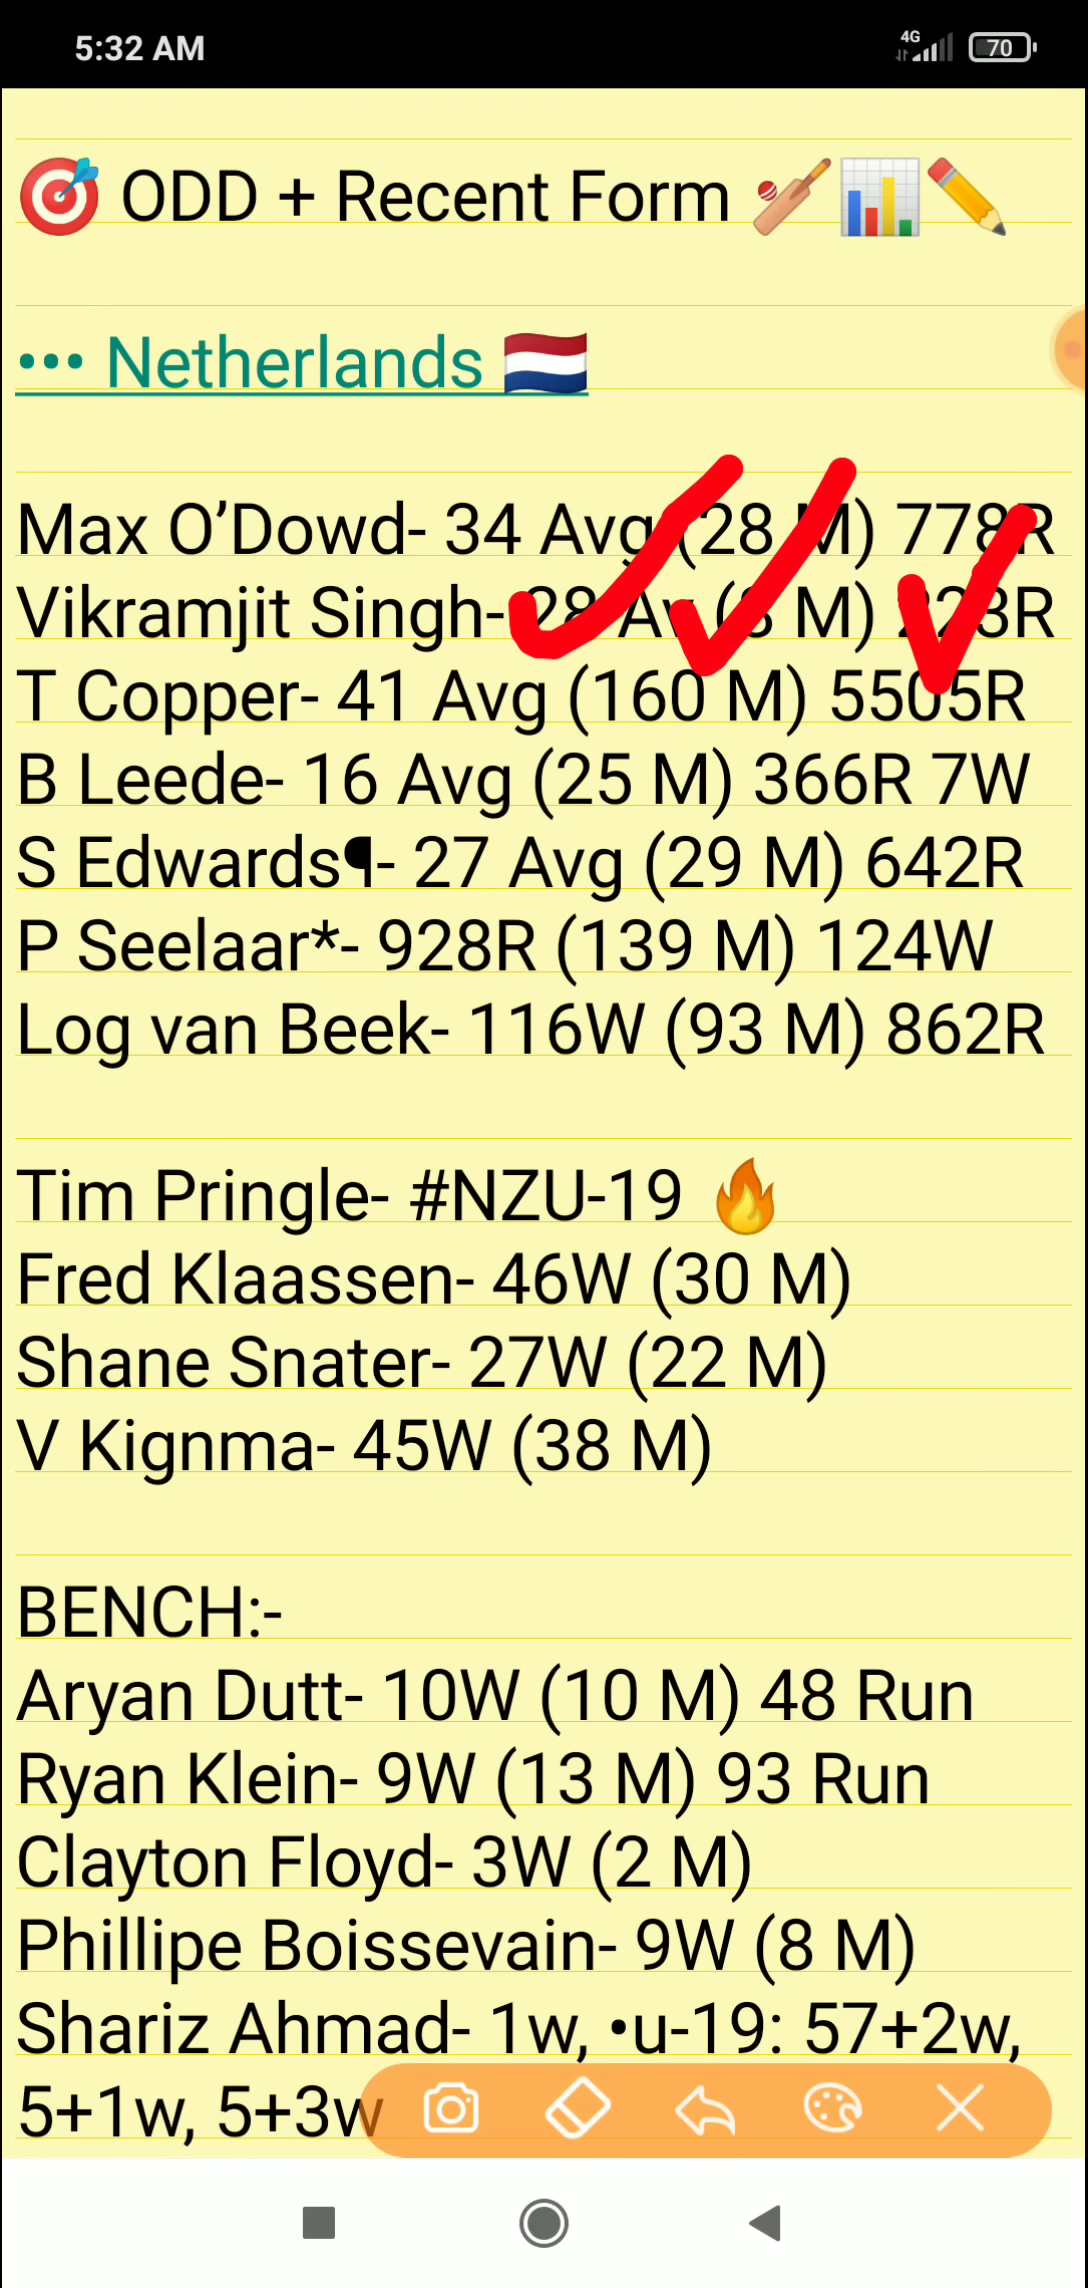 5:32 AM 4G 70
🎯 ODD + Recent Form 🏏📊✏️
••• Netherlands 🇳🇱
Max O’Dowd- 34 Avg (28 M) 778R
Vikramjit Singh- 28 Av (8 M) 223R
T Copper- 41 Avg (160 M) 5505R
B Leede- 16 Avg (25 M) 366R 7W
S Edwards¶- 27 Avg (29 M) 642R
P Seelaar*- 928R (139 M) 124W
Log van Beek- 116W (93 M) 862R
Tim Pringle- #NZU-19 🔥
Fred Klaassen- 46W (30 M)
Shane Snater- 27W (22 M)
V Kignma- 45W (38 M)
BENCH:-
Aryan Dutt- 10W (10 M) 48 Run
Ryan Klein- 9W (13 M) 93 Run
Clayton Floyd- 3W (2 M)
Phillipe Boissevain- 9W (8 M)
Shariz Ahmad- 1w, •u-19: 57+2w,
5+1w, 5+3w